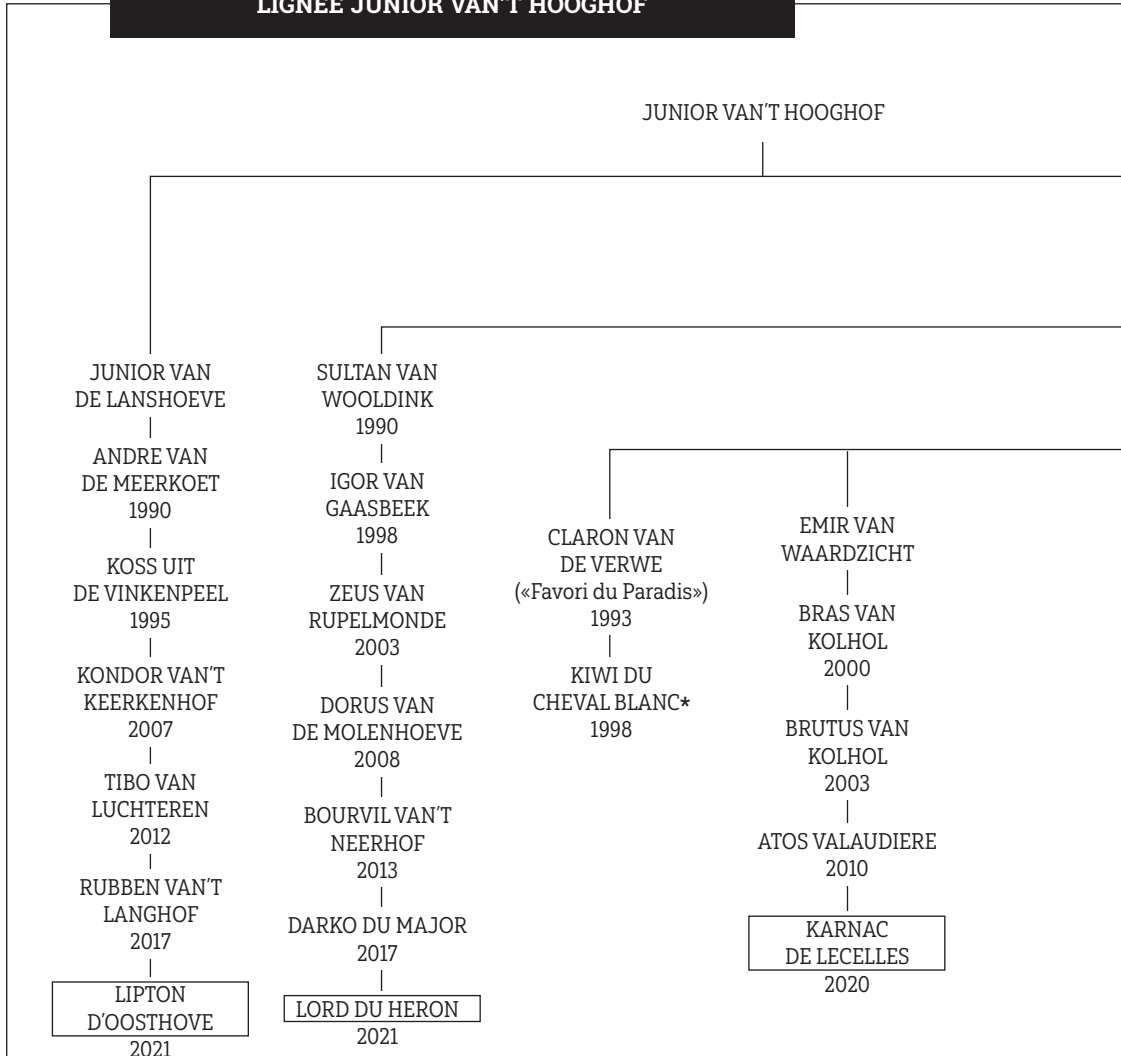 LIGNÉE JUNIOR VAN'T HOOGHOF
JUNIOR VAN'T HOOGHOF
JUNIOR VAN
DE LANSHOEVE
ANDRE VAN
DE MEERKOET
1990
KOSS UIT
DE VINKENPEEL
1995
KONDOR VAN'T
KEERKENHOF
2007
TIBO VAN
LUCHTEREN
2012
RUBBEN VAN'T
LANGHOF
2017
LIPTON
D'OOSTHOVE
2021
SULTAN VAN
WOOLDINK
1990
IGOR VAN
GAASBEEK
1998
ZEUS VAN
RUPELMONDE
2003
DORUS VAN
DE MOLENHOEVE
2008
BOURVIL VAN'T
NEERHOF
2013
DARKO DU MAJOR
2017
LORD DU HERON
2021
CLARON VAN
DE VERWE
(«Favori du Paradis»)
1993
KIWI DU
CHEVAL BLANC*
1998
EMIR VAN
WAARDZICHT
BRAS VAN
KOLHOL
2000
BRUTUS VAN
KOLHOL
2003
ATOS VALAUDIERE
2010
KARNAC
DE LECELLES
2020